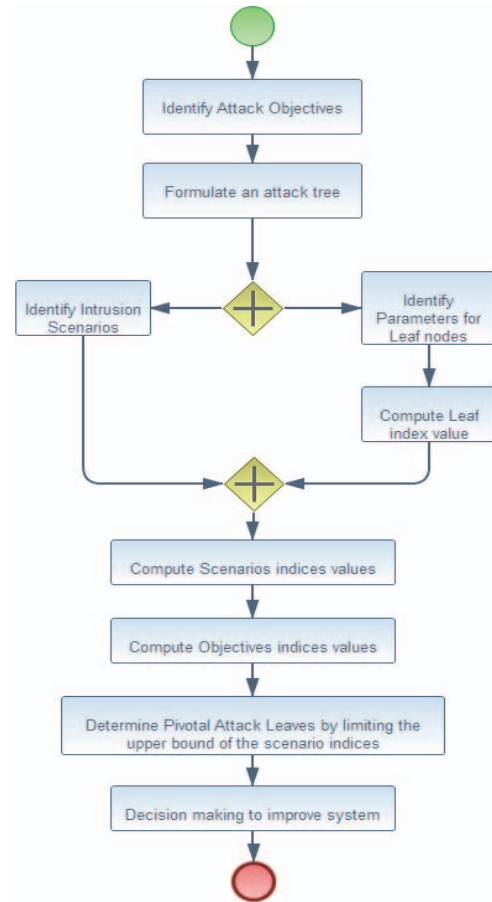 Identify Attack Objectives
Formulate an attack tree
Identify Intrusion
Scenarios
Identify
Parameters for
Leaf nodes
Compute Leaf
index value
Compute Scenarios indices values
Compute Objectives indices values
Determine Pivotal Attack Leaves by limiting the
upper bound of the scenario indices
Decision making to improve system